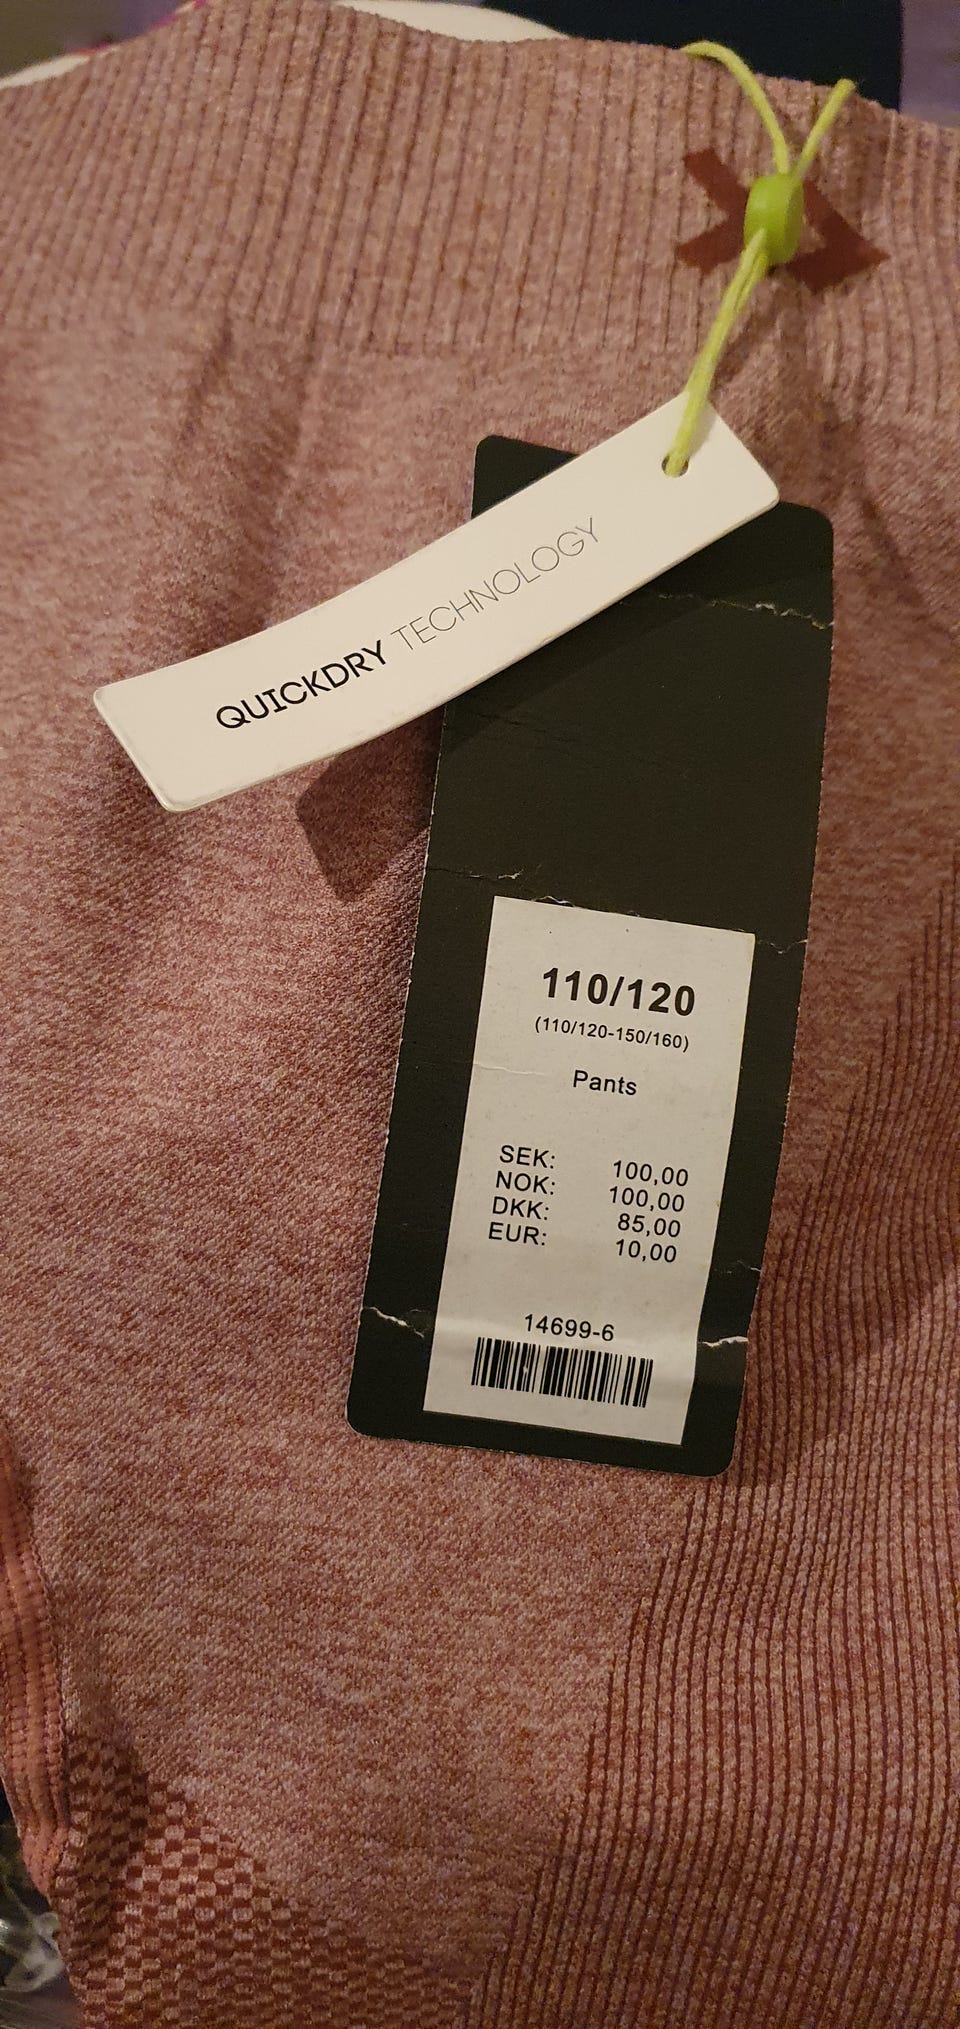 QUICKDRY TECHNOLOGY
110/120
(110/120-150/160)
Pants
SEK: 100,00
NOK: 100,00
DKK: 85,00
EUR: 10,00
14699-6